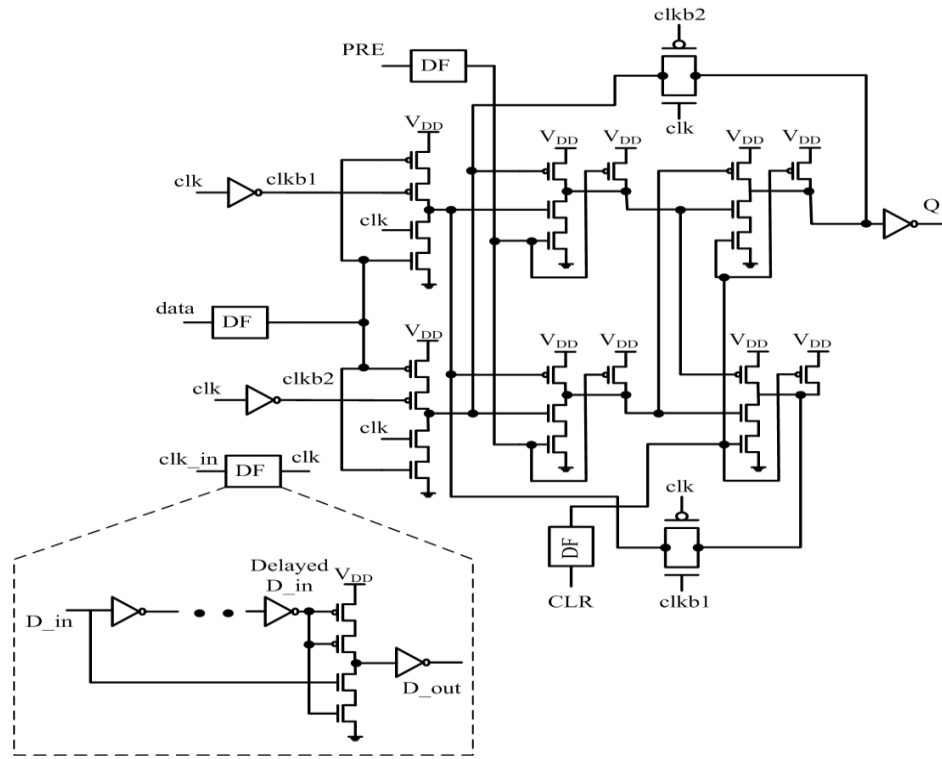 clkb2
PRE
DF
clk
V_DD
V_DD
V_DD
V_DD
V_DD
clk
clkb1
clk
Q
data
DF
V_DD
V_DD
V_DD
V_DD
V_DD
clk
clkb2
clk
clk_in
DF
clk
clk
DF
CLR
clkb1
Delayed
D_in
V_DD
D_in
D_out